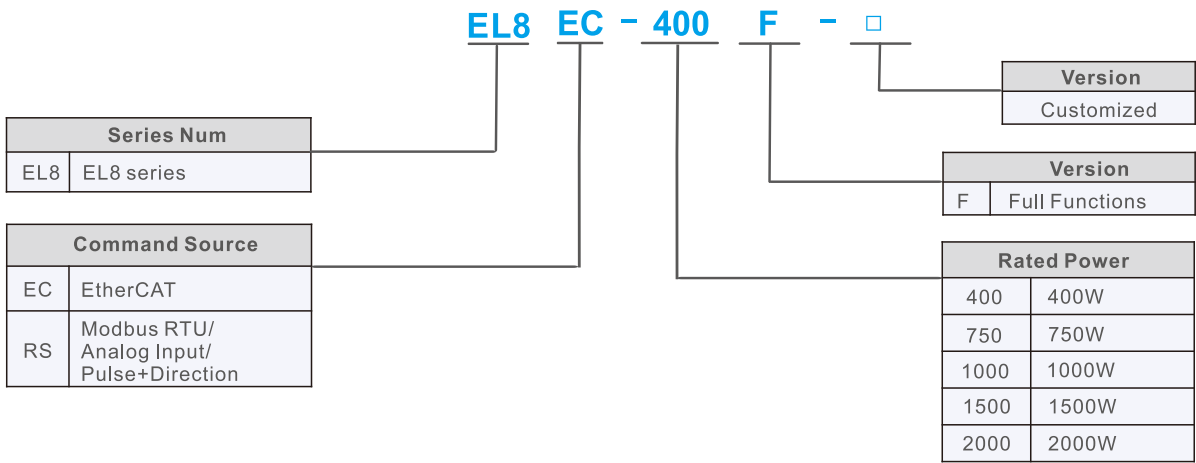 EL8 EC - 400 F - □
Version
Customized
Series Num
EL8 EL8 series
Version
F Full Functions
Command Source
EC EtherCAT
RS Modbus RTU/
Analog Input/
Pulse+Direction
Rated Power
400 400W
750 750W
1000 1000W
1500 1500W
2000 2000W